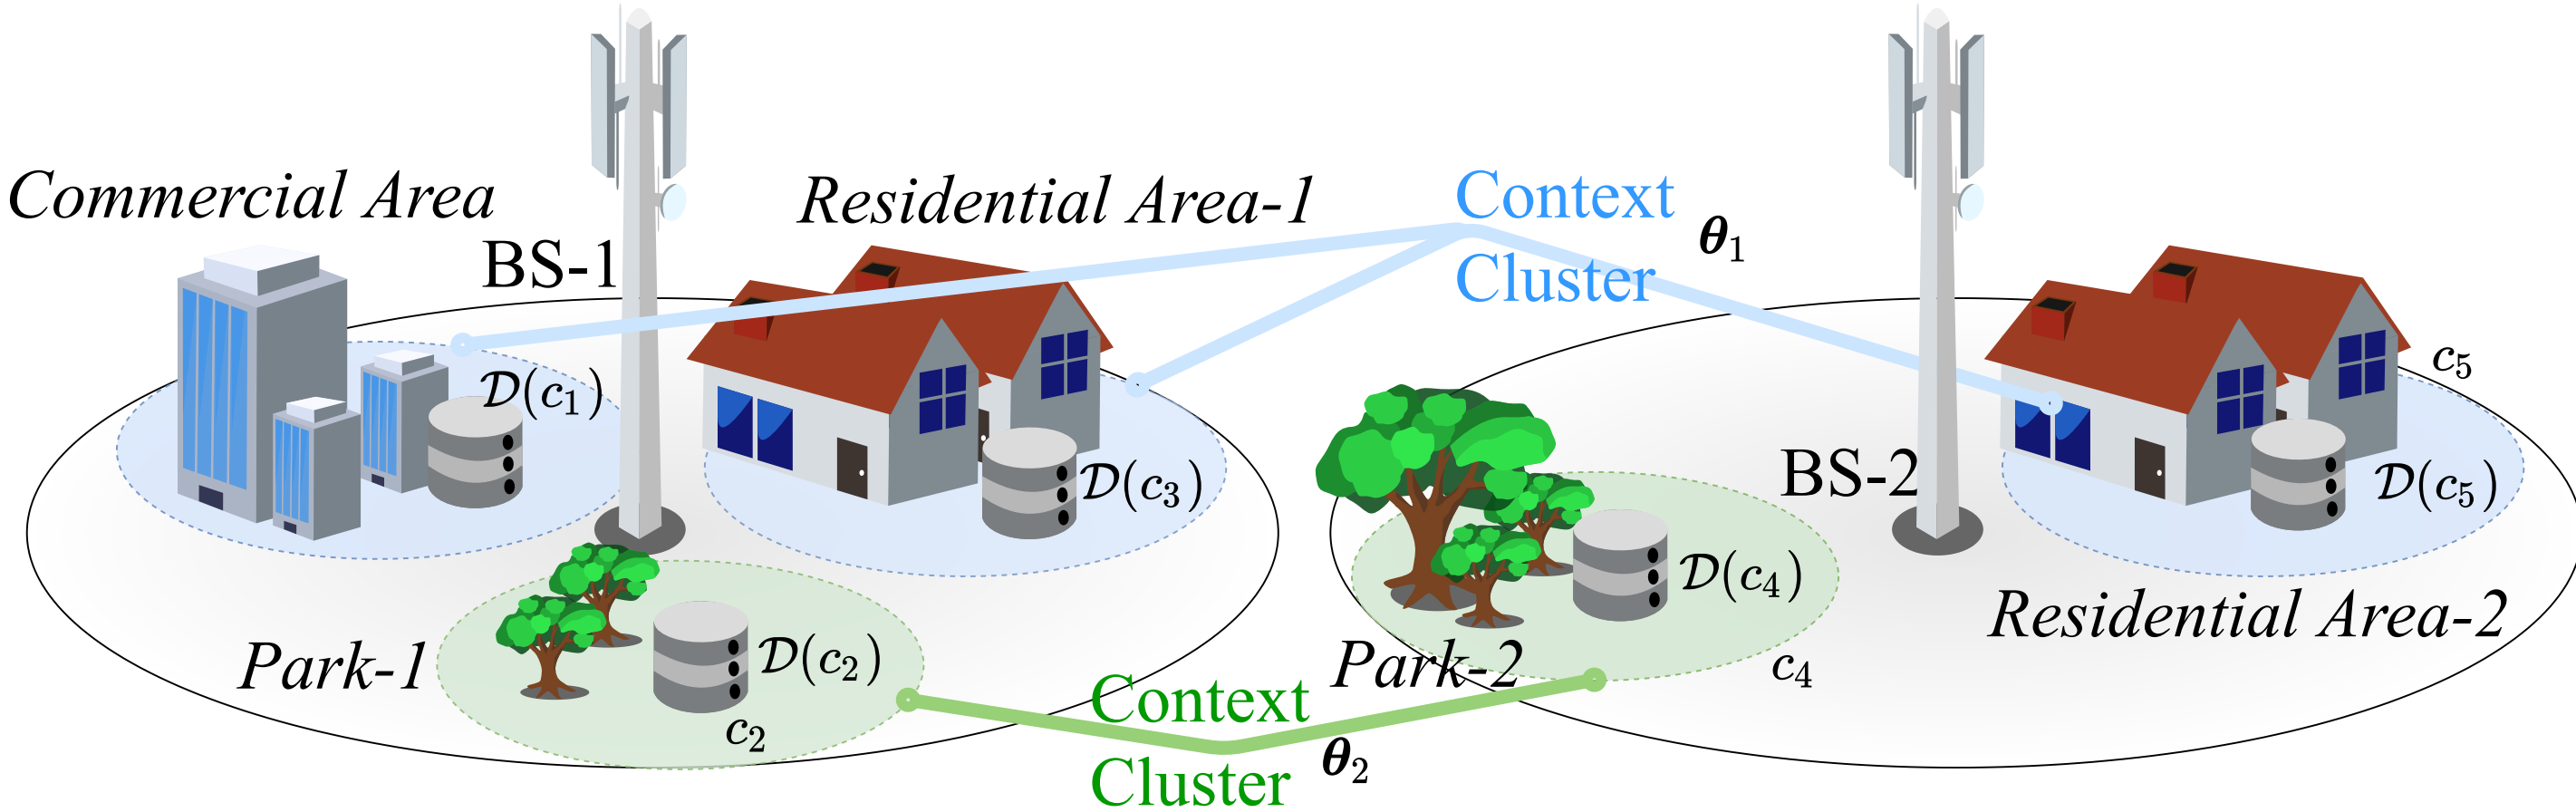 Commercial Area
BS-1
Residential Area-1
Context
Cluster
𝜽₁
𝒟(c₁)
𝒟(c₃)
Park-1
𝒟(c₂)
c₂
Context
Cluster
𝜽₂
Park-2
𝒟(c₄)
c₄
BS-2
c₅
𝒟(c₅)
Residential Area-2